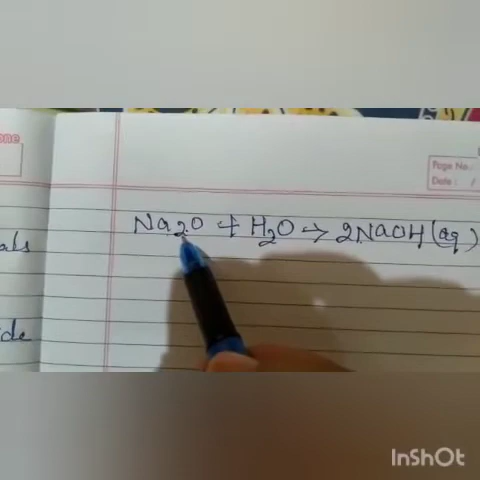 Page No.:
Date: /
Na2O + H2O → 2NaOH(aq)
InShOt